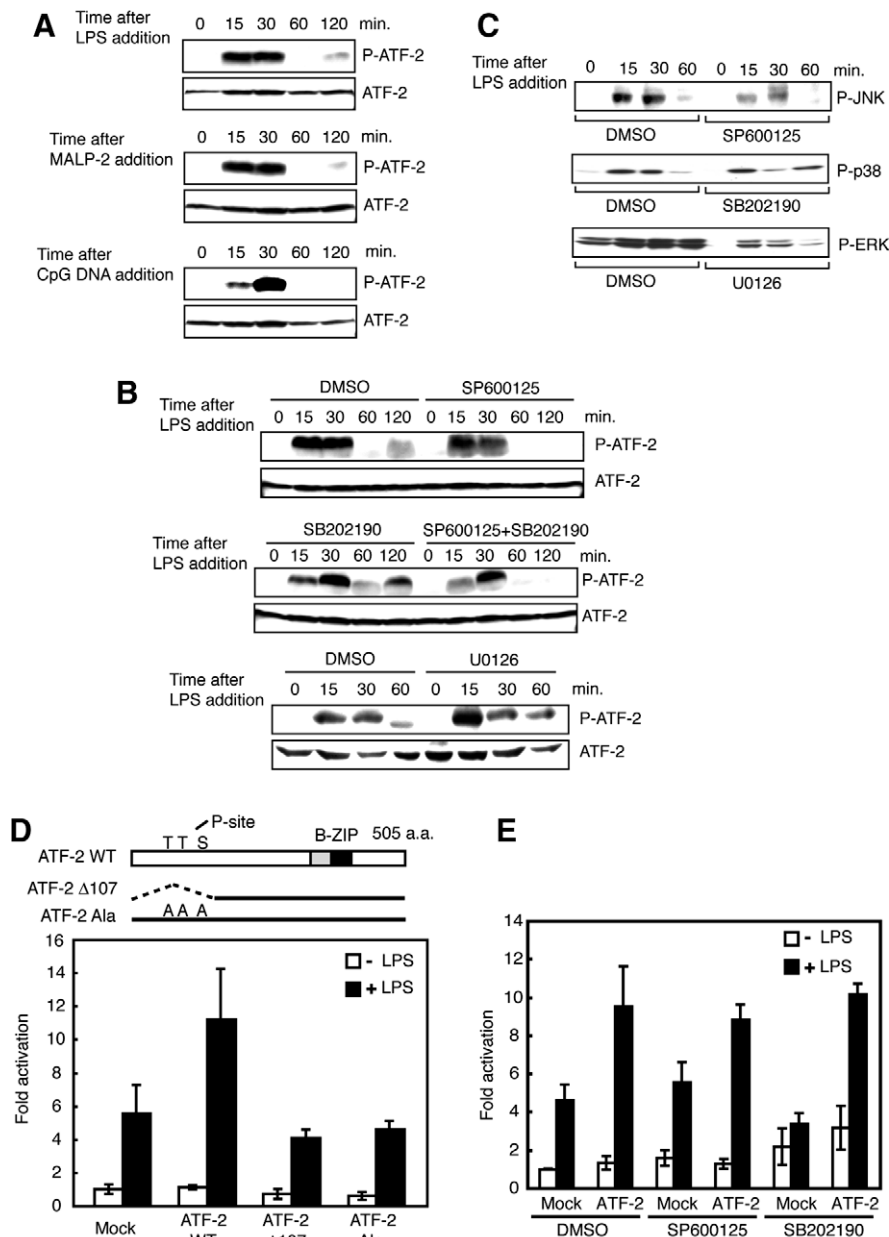 A
Time after
LPS addition
0 15 30 60 120 min.
P-ATF-2
ATF-2
Time after
MALP-2 addition
0 15 30 60 120 min.
P-ATF-2
ATF-2
Time after
CpG DNA addition
0 15 30 60 120 min.
P-ATF-2
ATF-2
C
Time after
LPS addition
0 15 30 60 0 15 30 60 min.
P-JNK
DMSO SP600125
P-p38
DMSO SB202190
P-ERK
DMSO U0126
B
DMSO SP600125
Time after
LPS addition
0 15 30 60 120 0 15 30 60 120 min.
P-ATF-2
ATF-2
SB202190 SP600125+SB202190
Time after
LPS addition
0 15 30 60 120 0 15 30 60 120 min.
P-ATF-2
ATF-2
DMSO U0126
Time after
LPS addition
0 15 30 60 0 15 30 60 min.
P-ATF-2
ATF-2
D
P-site
T T S B-ZIP 505 a.a.
ATF-2 WT
ATF-2 Δ107
ATF-2 Ala
A A A
Fold activation
16
14
12
10
8
6
4
2
0
- LPS
+ LPS
Mock ATF-2 ATF-2 ATF-2
E
Fold activation
14
12
10
8
6
4
2
0
- LPS
+ LPS
Mock ATF-2 Mock ATF-2 Mock ATF-2
DMSO SP600125 SB202190